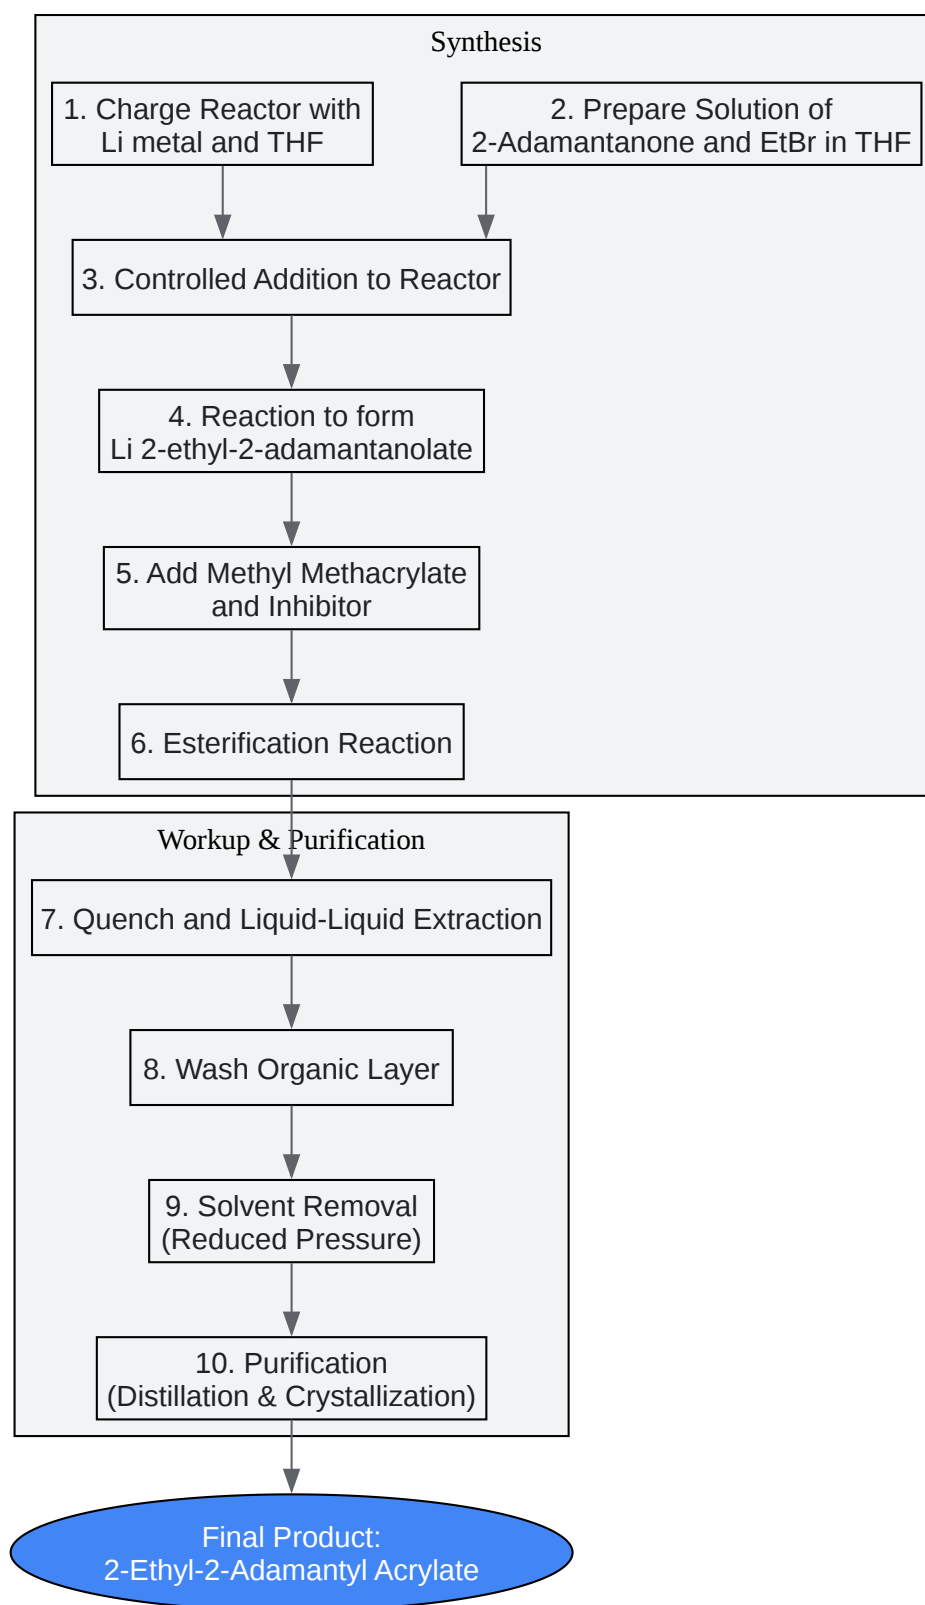 Synthesis
1. Charge Reactor with
Li metal and THF
2. Prepare Solution of
2-Adamantanone and EtBr in THF
3. Controlled Addition to Reactor
4. Reaction to form
Li 2-ethyl-2-adamantanolate
5. Add Methyl Methacrylate
and Inhibitor
6. Esterification Reaction
Workup & Purification
7. Quench and Liquid-Liquid Extraction
8. Wash Organic Layer
9. Solvent Removal
(Reduced Pressure)
10. Purification
(Distillation & Crystallization)
Final Product:
2-Ethyl-2-Adamantyl Acrylate